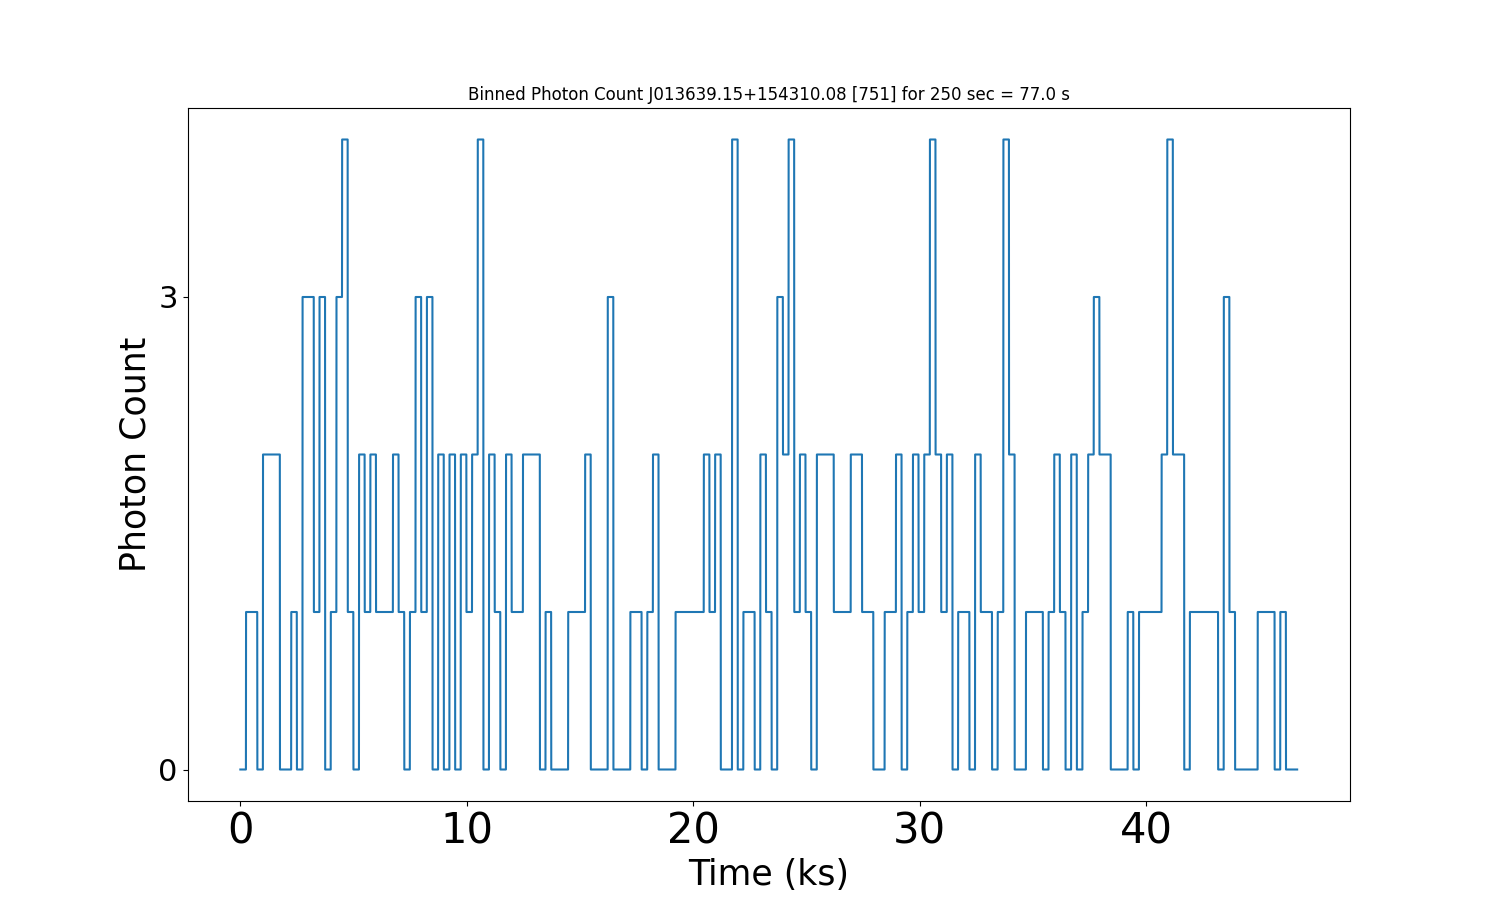 Binned Photon Count J013639.15+154310.08 [751] for 250 sec = 77.0 s
Photon Count
3
0
0 10 20 30 40
Time (ks)